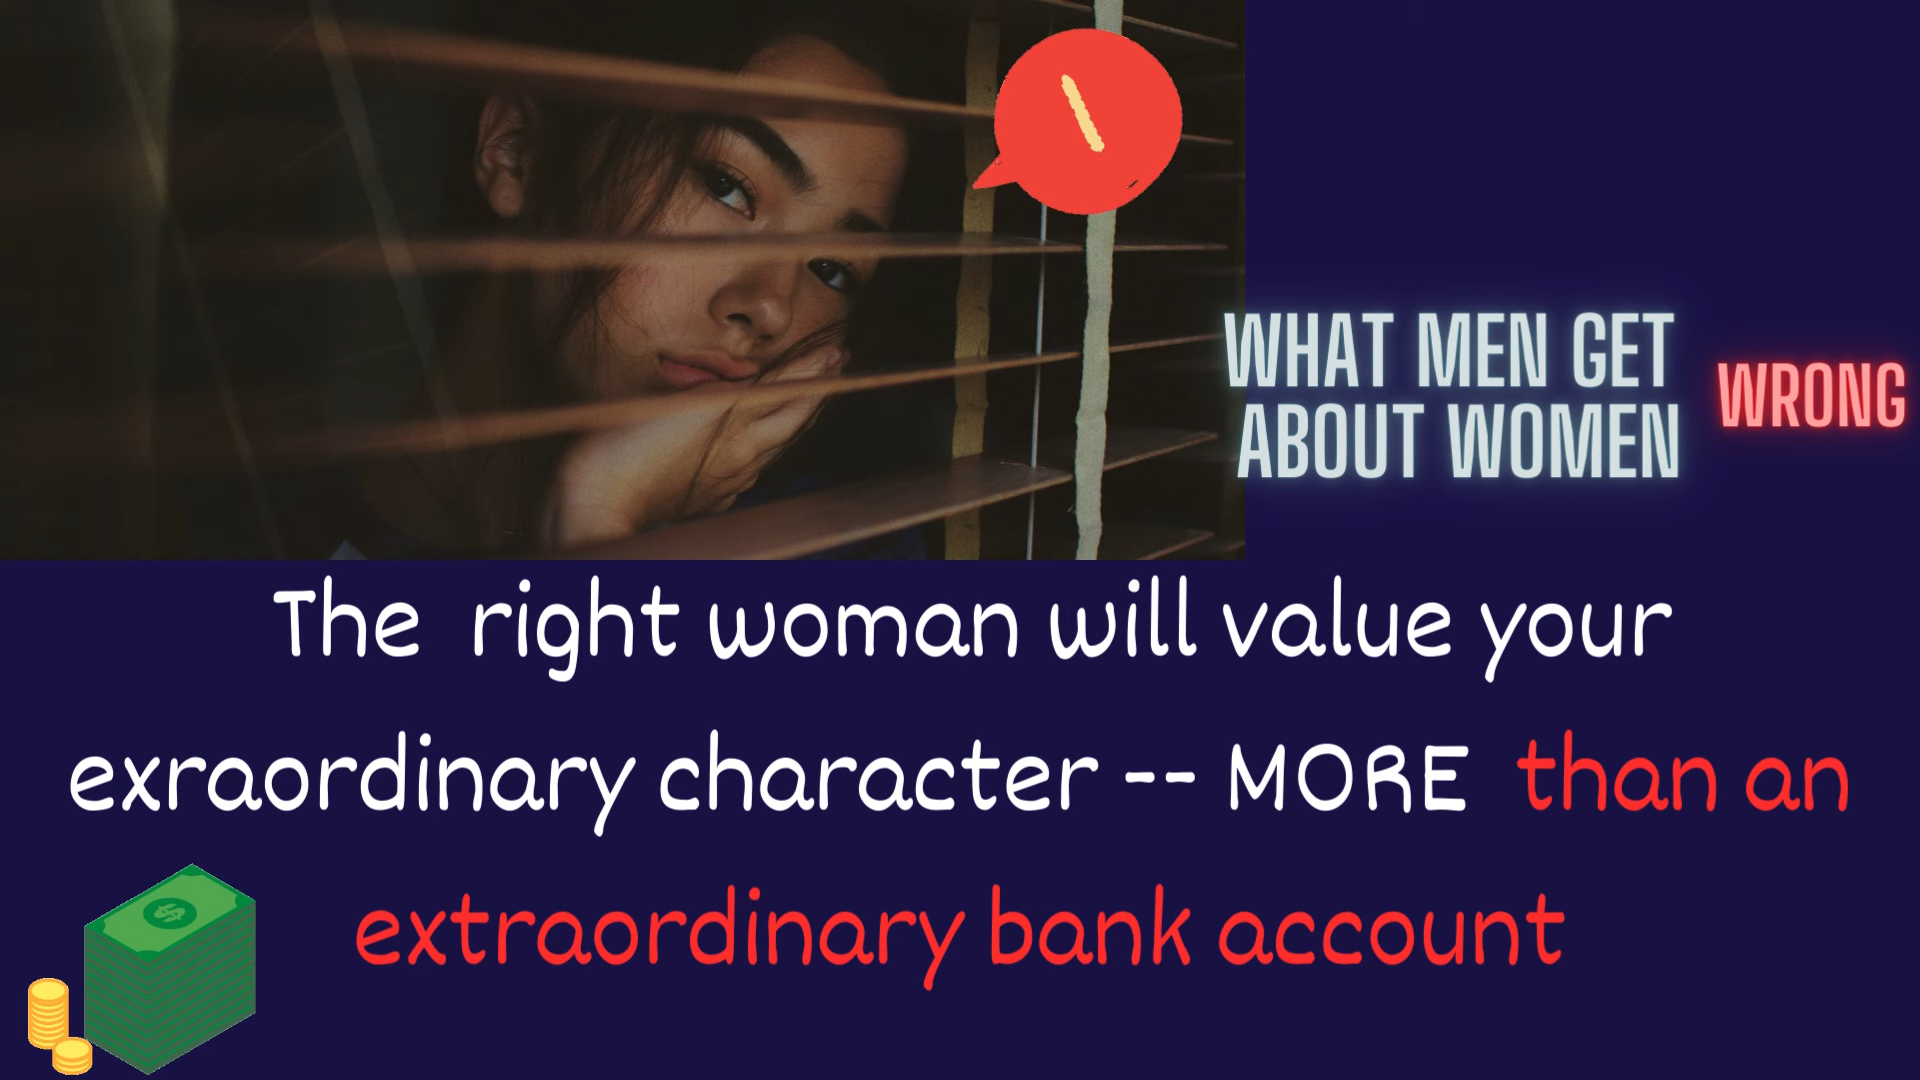 WHAT MEN GET
ABOUT WOMEN
WRONG
The right woman will value your
exraordinary character -- MORE than an
extraordinary bank account
$